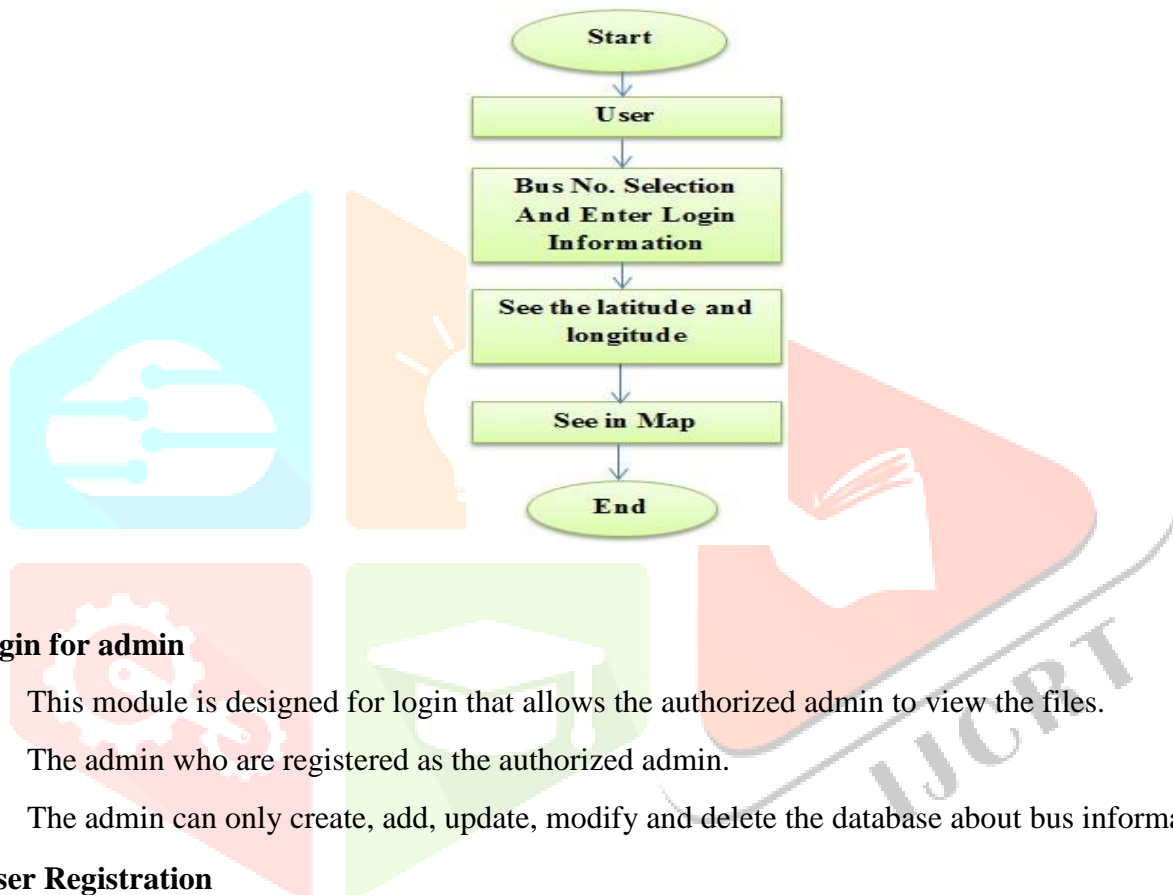 Start
User
Bus No. Selection
And Enter Login
Information
See the latitude and
longitude
See in Map
End
gin for admin
This module is designed for login that allows the authorized admin to view the files.
The admin who are registered as the authorized admin.
The admin can only create, add, update, modify and delete the database about bus informa
ser Registration
IJCRT